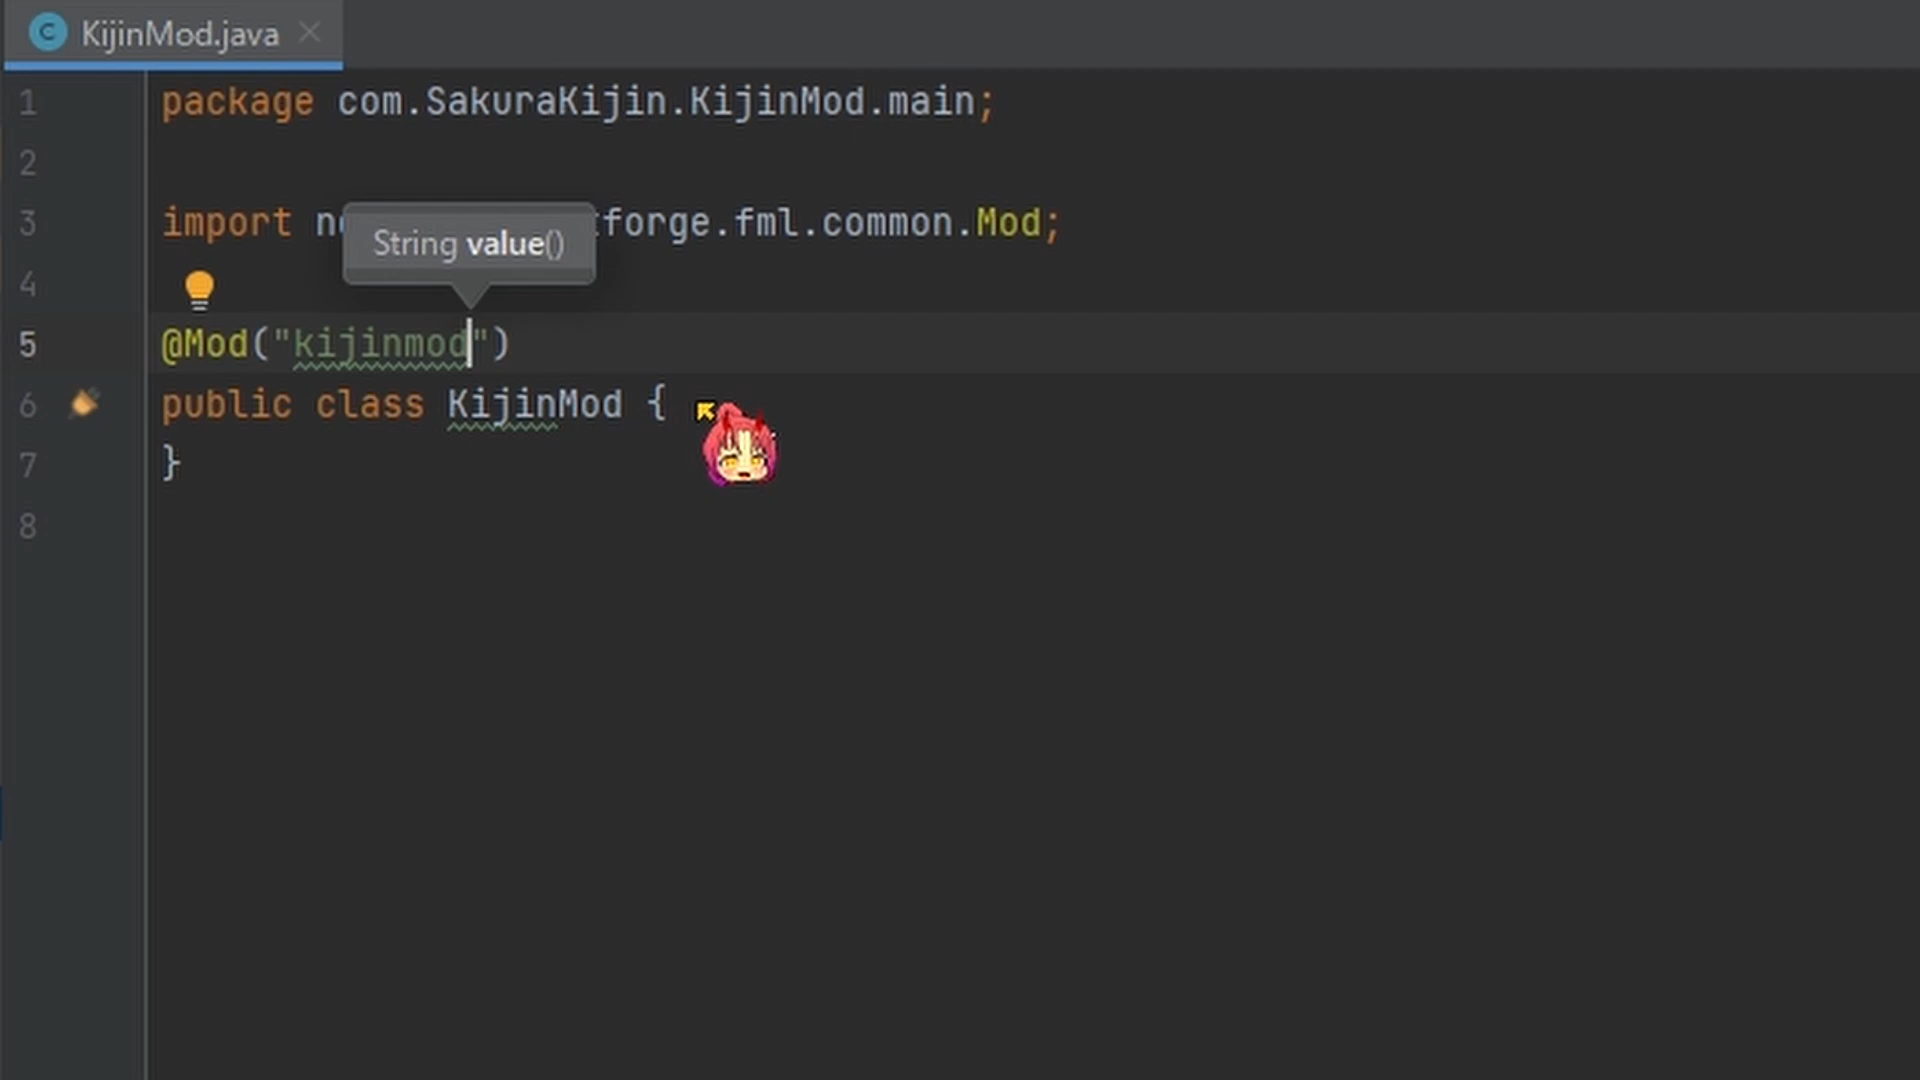 KijinMod.java
1 package com.SakuraKijin.KijinMod.main;
2
3 import forge.fml.common.Mod;
String value()
4
5 @Mod("kijinmod")
6 public class KijinMod {
7 }
8